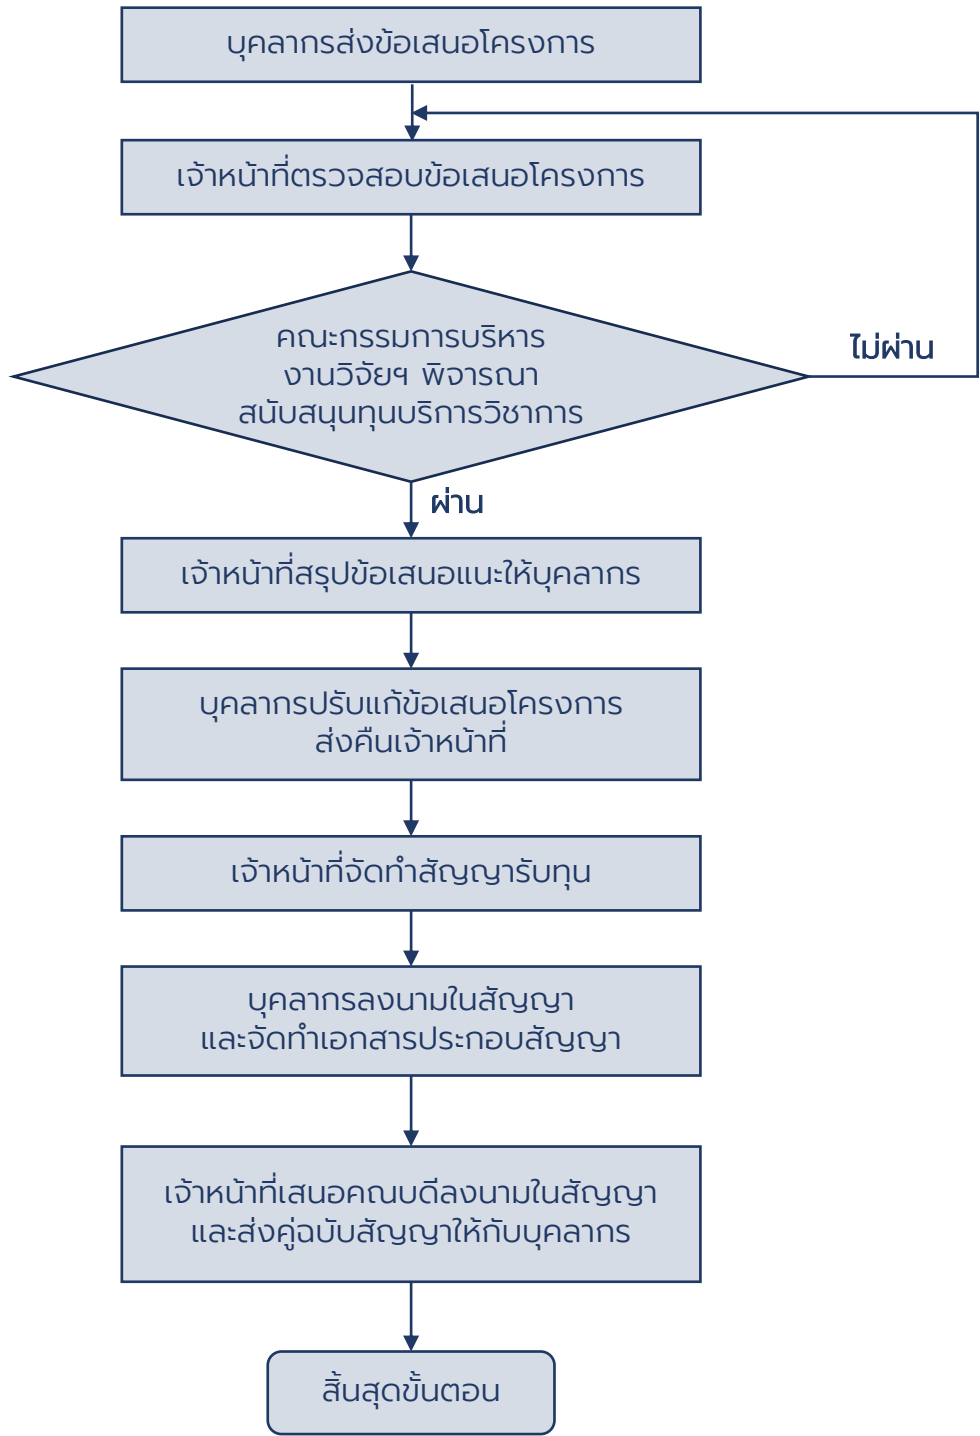 บุคลากรส่งข้อเสนอโครงการ
เจ้าหน้าที่ตรวจสอบข้อเสนอโครงการ
คณะกรรมการบริหาร
งานวิจัยฯ พิจารณา
สนับสนุนทุนบริการวิชาการ
ไม่ผ่าน
ผ่าน
เจ้าหน้าที่สรุปข้อเสนอแนะให้บุคลากร
บุคลากรปรับแก้ข้อเสนอโครงการ
ส่งคืนเจ้าหน้าที่
เจ้าหน้าที่จัดทำสัญญารับทุน
บุคลากรลงนามในสัญญา
และจัดทำเอกสารประกอบสัญญา
เจ้าหน้าที่เสนอคณบดีลงนามในสัญญา
และส่งคู่ฉบับสัญญาให้กับบุคลากร
สิ้นสุดขั้นตอน